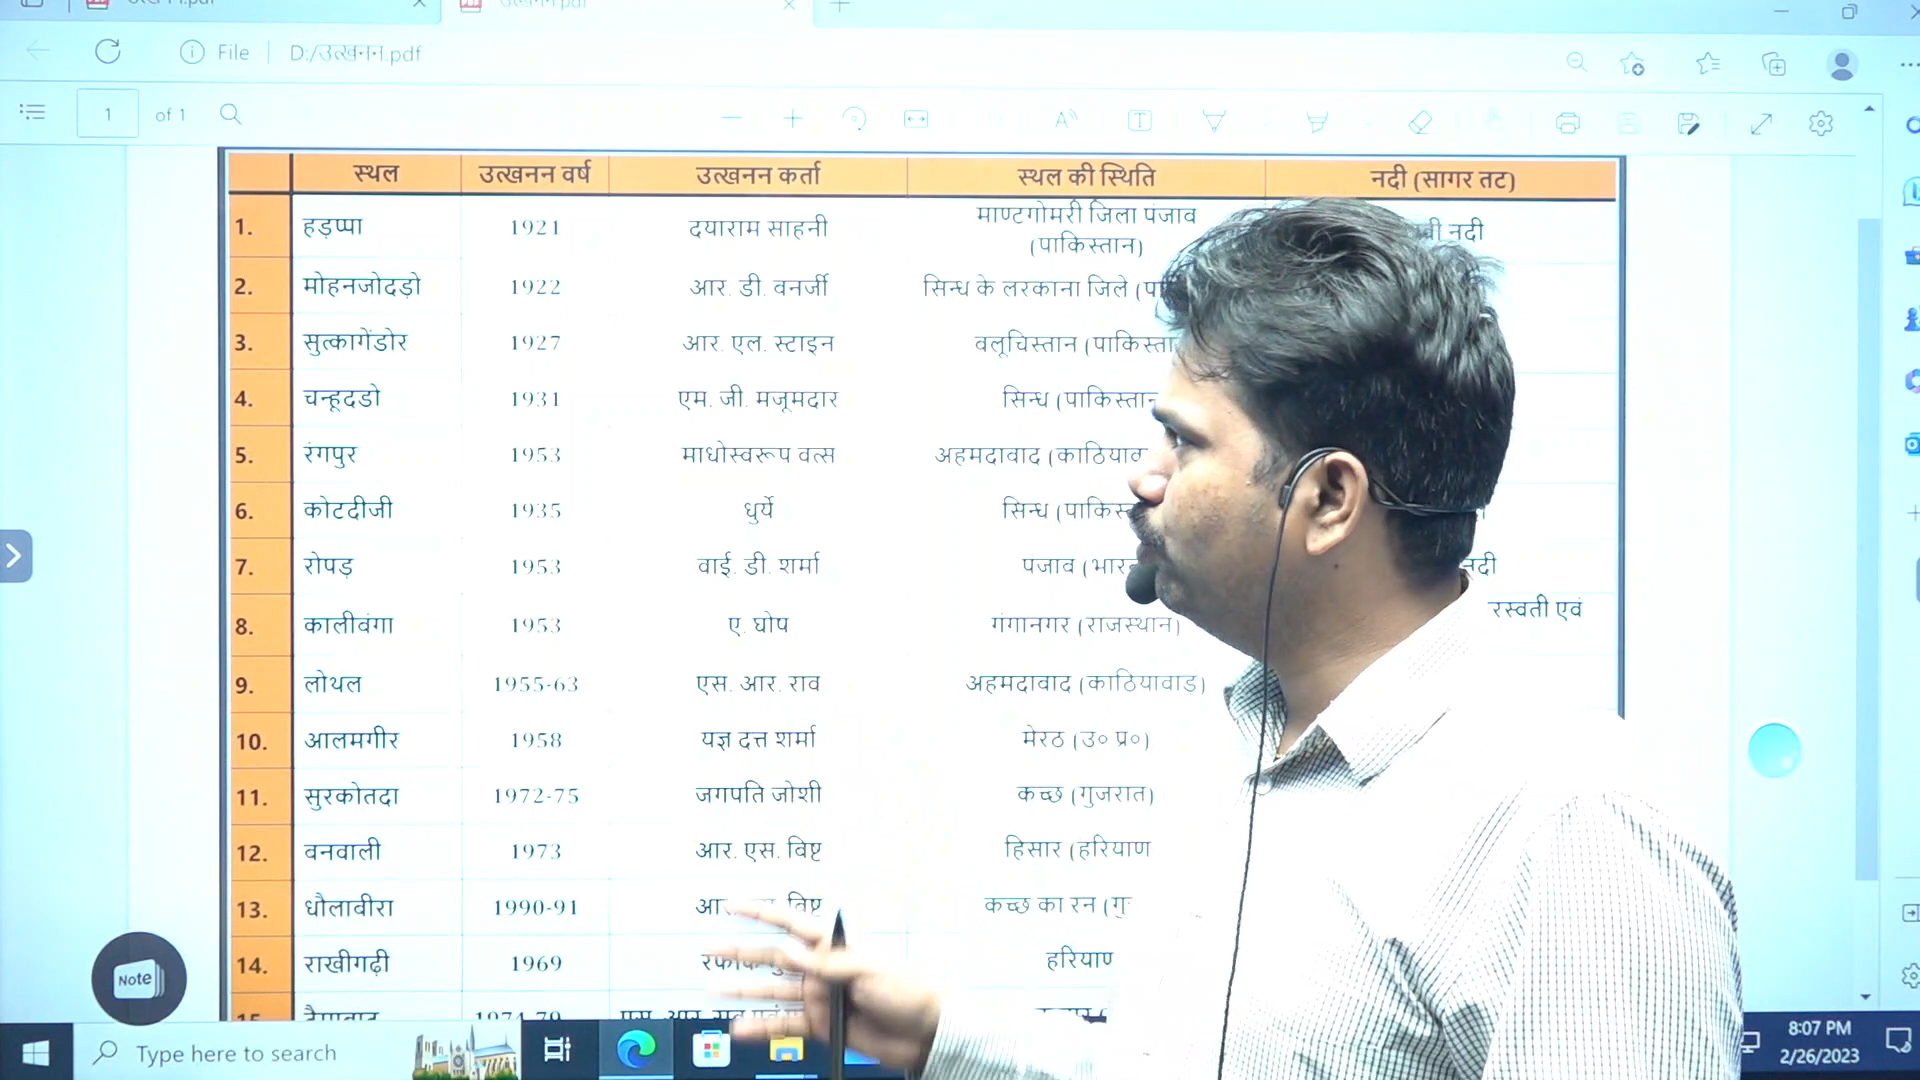 File
D:/उत्खनन.pdf
1 of 1
स्थल उत्खनन वर्ष उत्खनन कर्ता स्थल की स्थिति नदी (सागर तट)
1. हड़प्पा 1921 दयाराम साहनी माण्टगोमरी जिला पंजाव (पाकिस्तान) नदी
2. मोहनजोदड़ो 1922 आर. डी. वनर्जी सिन्ध के लरकाना जिले
3. सुत्कागेंडोर 1927 आर. एल. स्टाइन बलूचिस्तान
4. चन्हूदडो 1931 एम. जी. मजूमदार सिन्ध (पाकिस्तान
5. रंगपुर 1953 माधोस्वरूप वत्स अहमदावाद
6. कोटदीजी 1935 धुर्ये सिन्ध
7. रोपड़ 1953 वाई. डी. शर्मा पजाव नदी
8. कालीवंगा 1953 ए. घोप गंगानगर (राजस्थान) एवं
9. लोथल 1955-63 एस. आर. राव अहमदावाद (काठियावाड)
10. आलमगीर 1958 यज्ञ दत्त शर्मा मेरठ (उ० प्र०)
11. सुरकोतदा 1972-75 जगपति जोशी कच्छ (गुजरात)
12. वनवाली 1973 आर. एस. विष्ट हिसार (हरियाण
13. धौलावीरा 1990-91 विष्ट कच्छ का रन
14. राखीगढ़ी 1969 हरियाण
Note
Type here to search
8:07 PM
2/26/2023